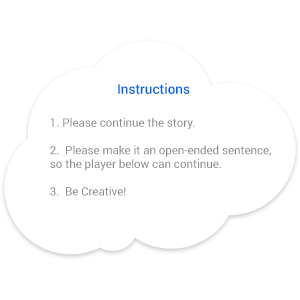 Instructions
1. Please continue the story.
2. Please make it an open-ended sentence,
so the player below can continue.
3. Be Creative!